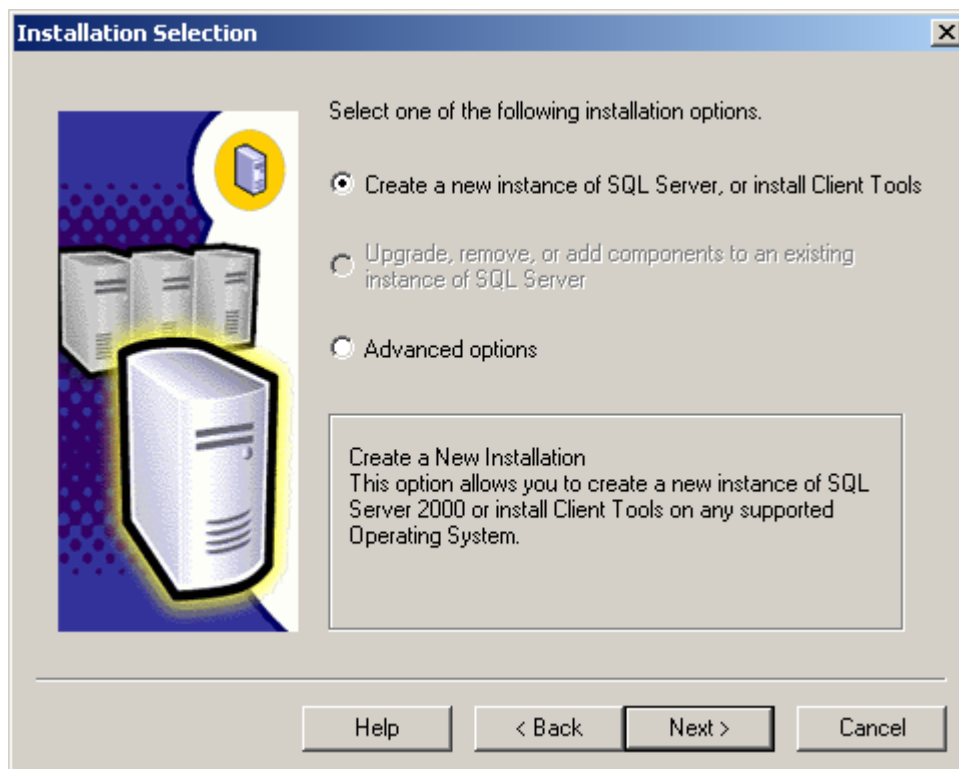 Installation Selection
Select one of the following installation options.
Create a new instance of SQL Server, or install Client Tools
Upgrade, remove, or add components to an existing
instance of SQL Server
Advanced options
Create a New Installation
This option allows you to create a new instance of SQL
Server 2000 or install Client Tools on any supported
Operating System.
Help
< Back
Next >
Cancel